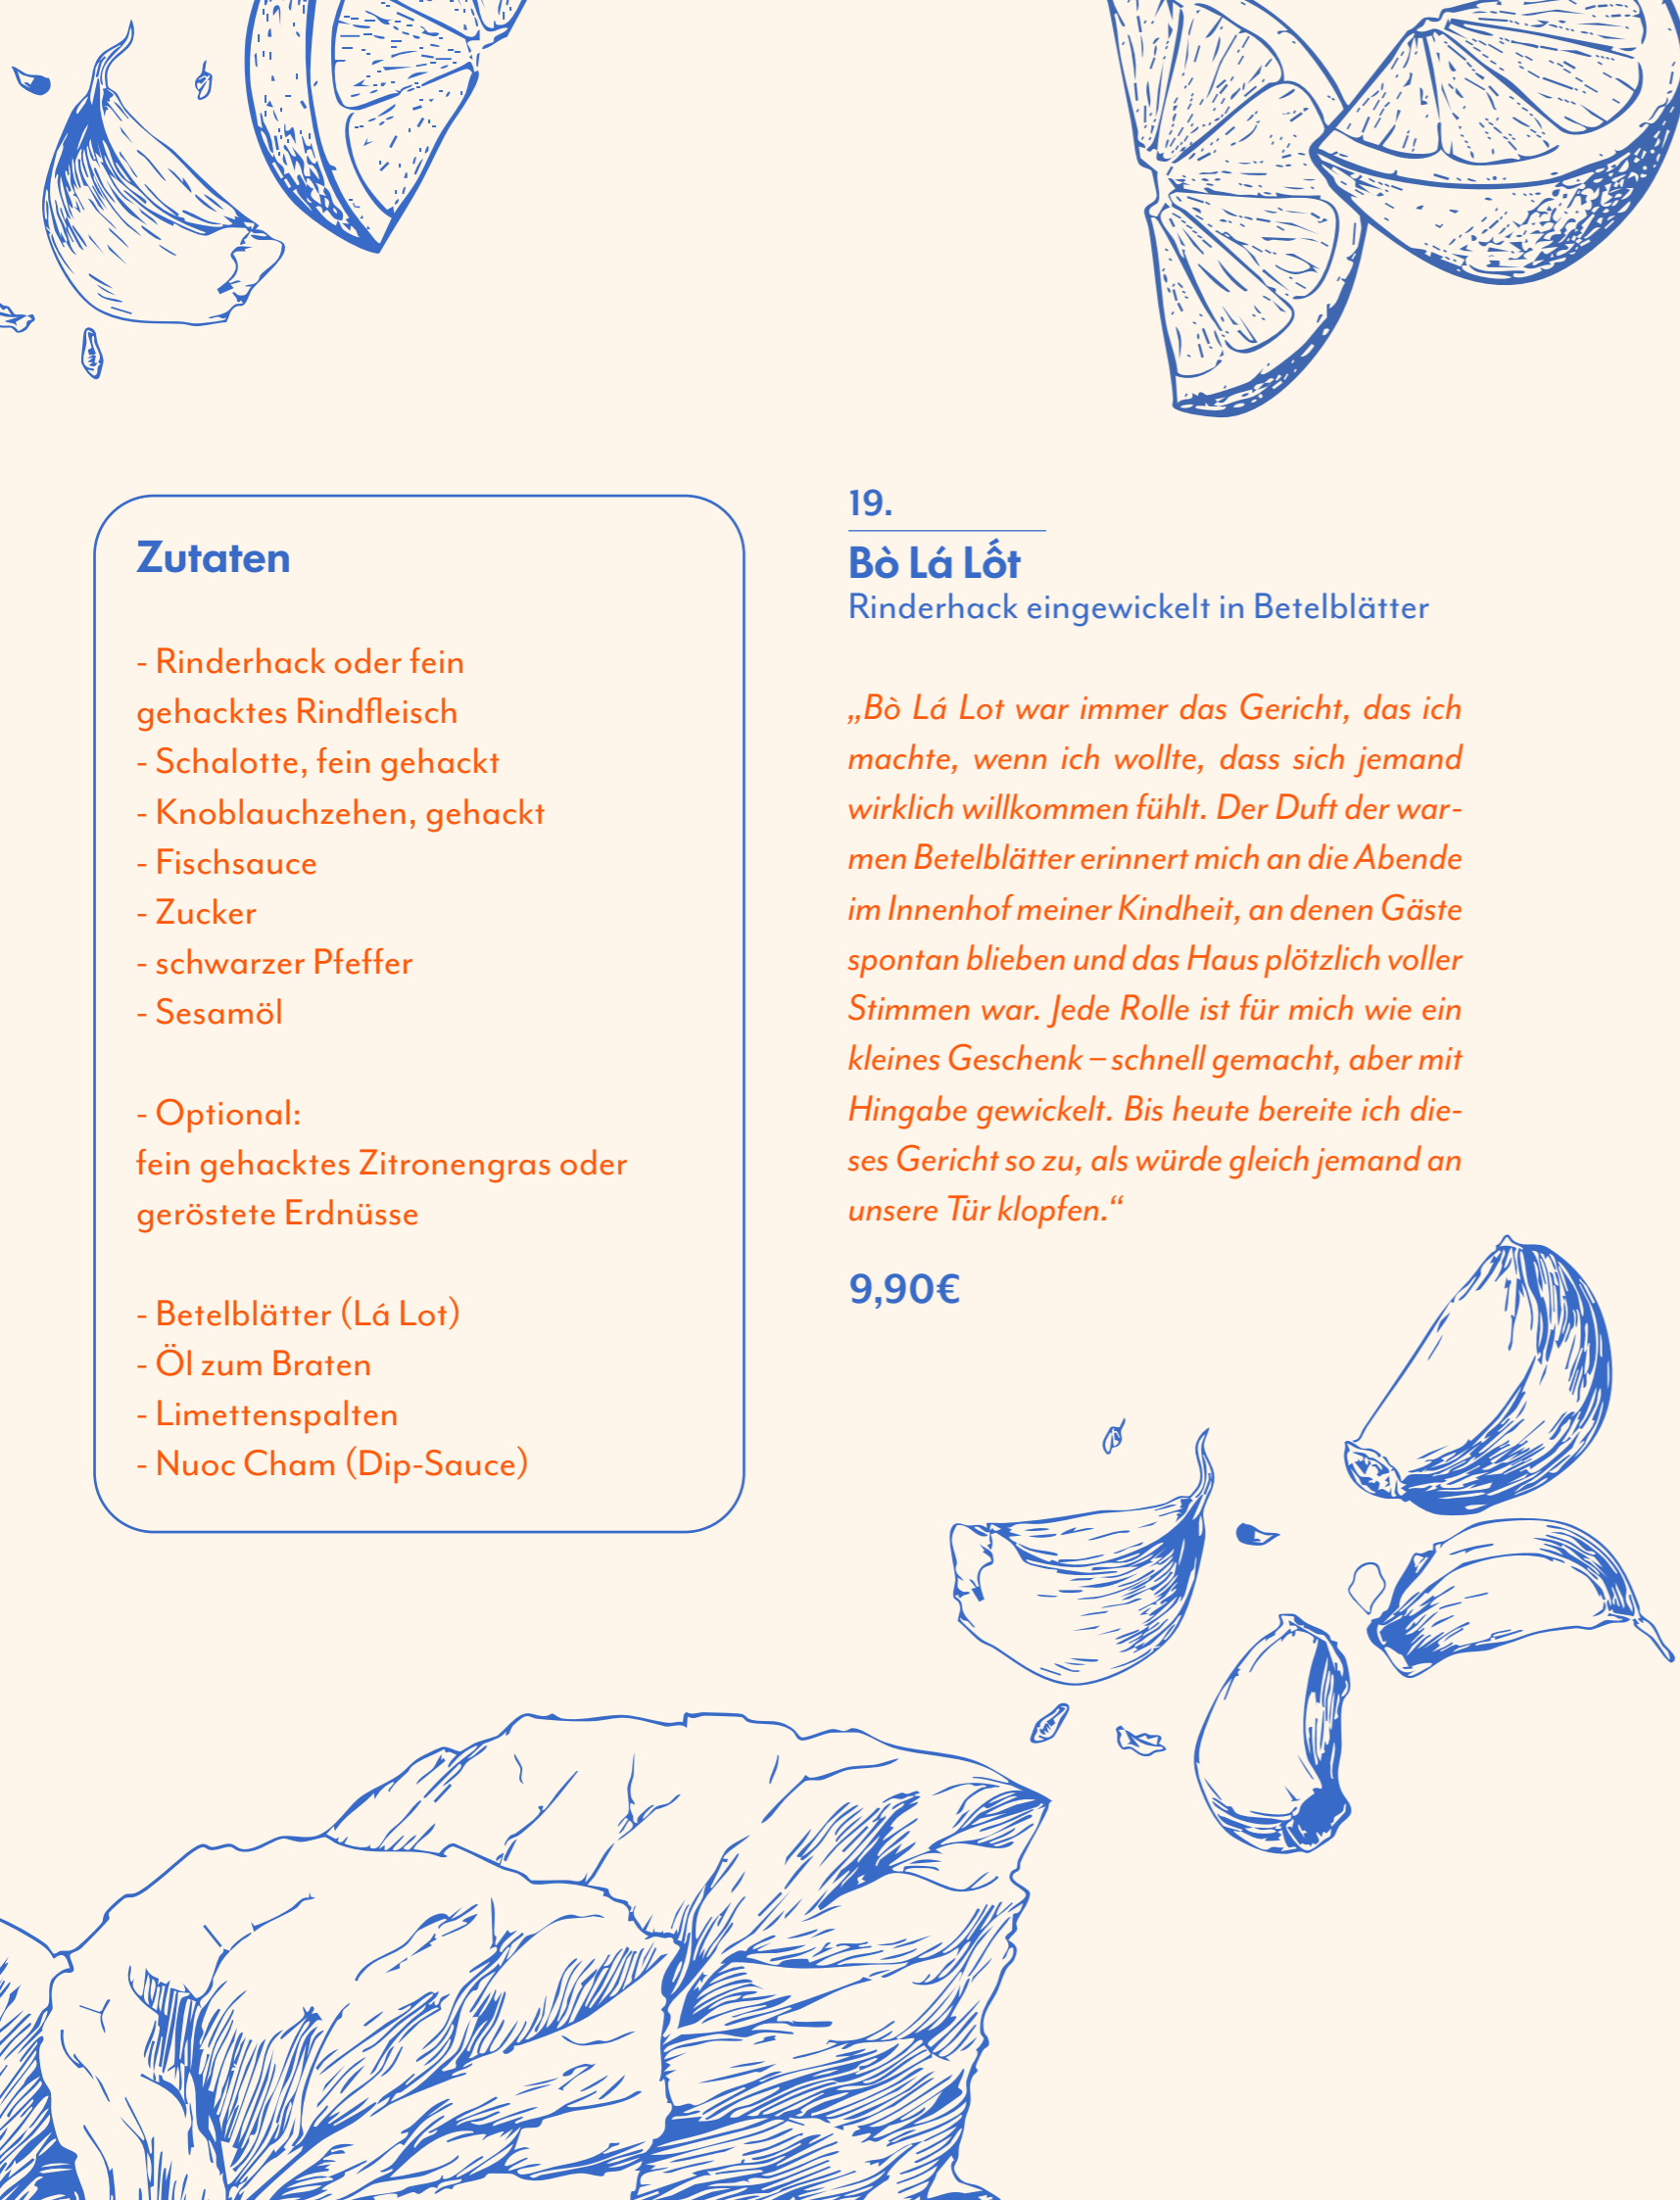 Zutaten
- Rinderhack oder fein
gehacktes Rindfleisch
- Schalotte, fein gehackt
- Knoblauchzehen, gehackt
- Fischsauce
- Zucker
- schwarzer Pfeffer
- Sesamöl
- Optional:
fein gehacktes Zitronengras oder
geröstete Erdnüsse
- Betelblätter (Lá Lot)
- Öl zum Braten
- Limettenspalten
- Nuoc Cham (Dip-Sauce)
19.
Bò Lá Lốt
Rinderhack eingewickelt in Betelblätter
„Bò Lá Lot war immer das Gericht, das ich
machte, wenn ich wollte, dass sich jemand
wirklich willkommen fühlt. Der Duft der war-
men Betelblätter erinnert mich an die Abende
im Innenhof meiner Kindheit, an denen Gäste
spontan blieben und das Haus plötzlich voller
Stimmen war. Jede Rolle ist für mich wie ein
kleines Geschenk – schnell gemacht, aber mit
Hingabe gewickelt. Bis heute bereite ich die-
ses Gericht so zu, als würde gleich jemand an
unsere Tür klopfen.“
9,90€